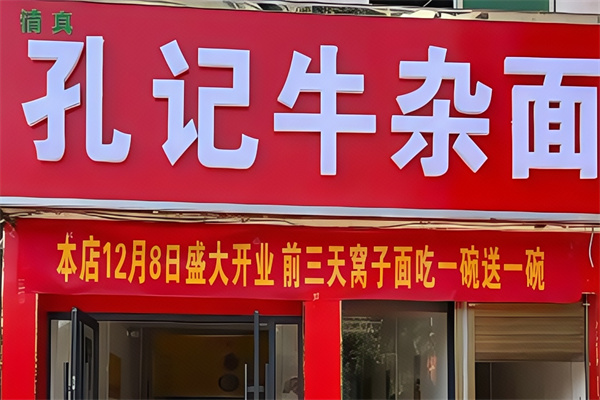 清真
孔记牛杂面
本店12月8日盛大开业 前三天窝子面吃一碗送一碗